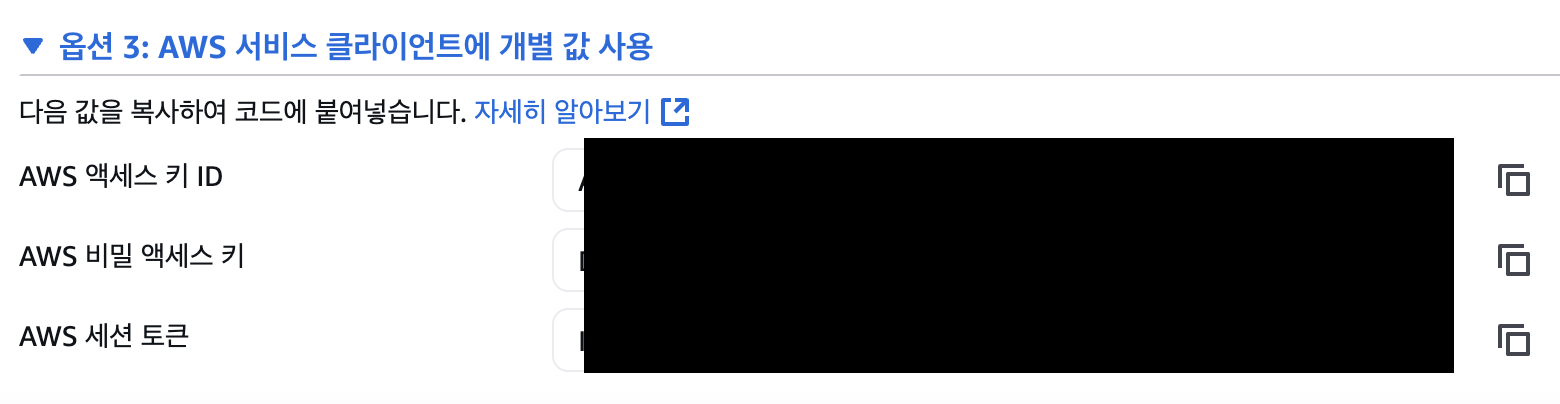 ▼ 옵션 3: AWS 서비스 클라이언트에 개별 값 사용
다음 값을 복사하여 코드에 붙여넣습니다. 자세히 알아보기
AWS 액세스 키 ID
AWS 비밀 액세스 키
AWS 세션 토큰